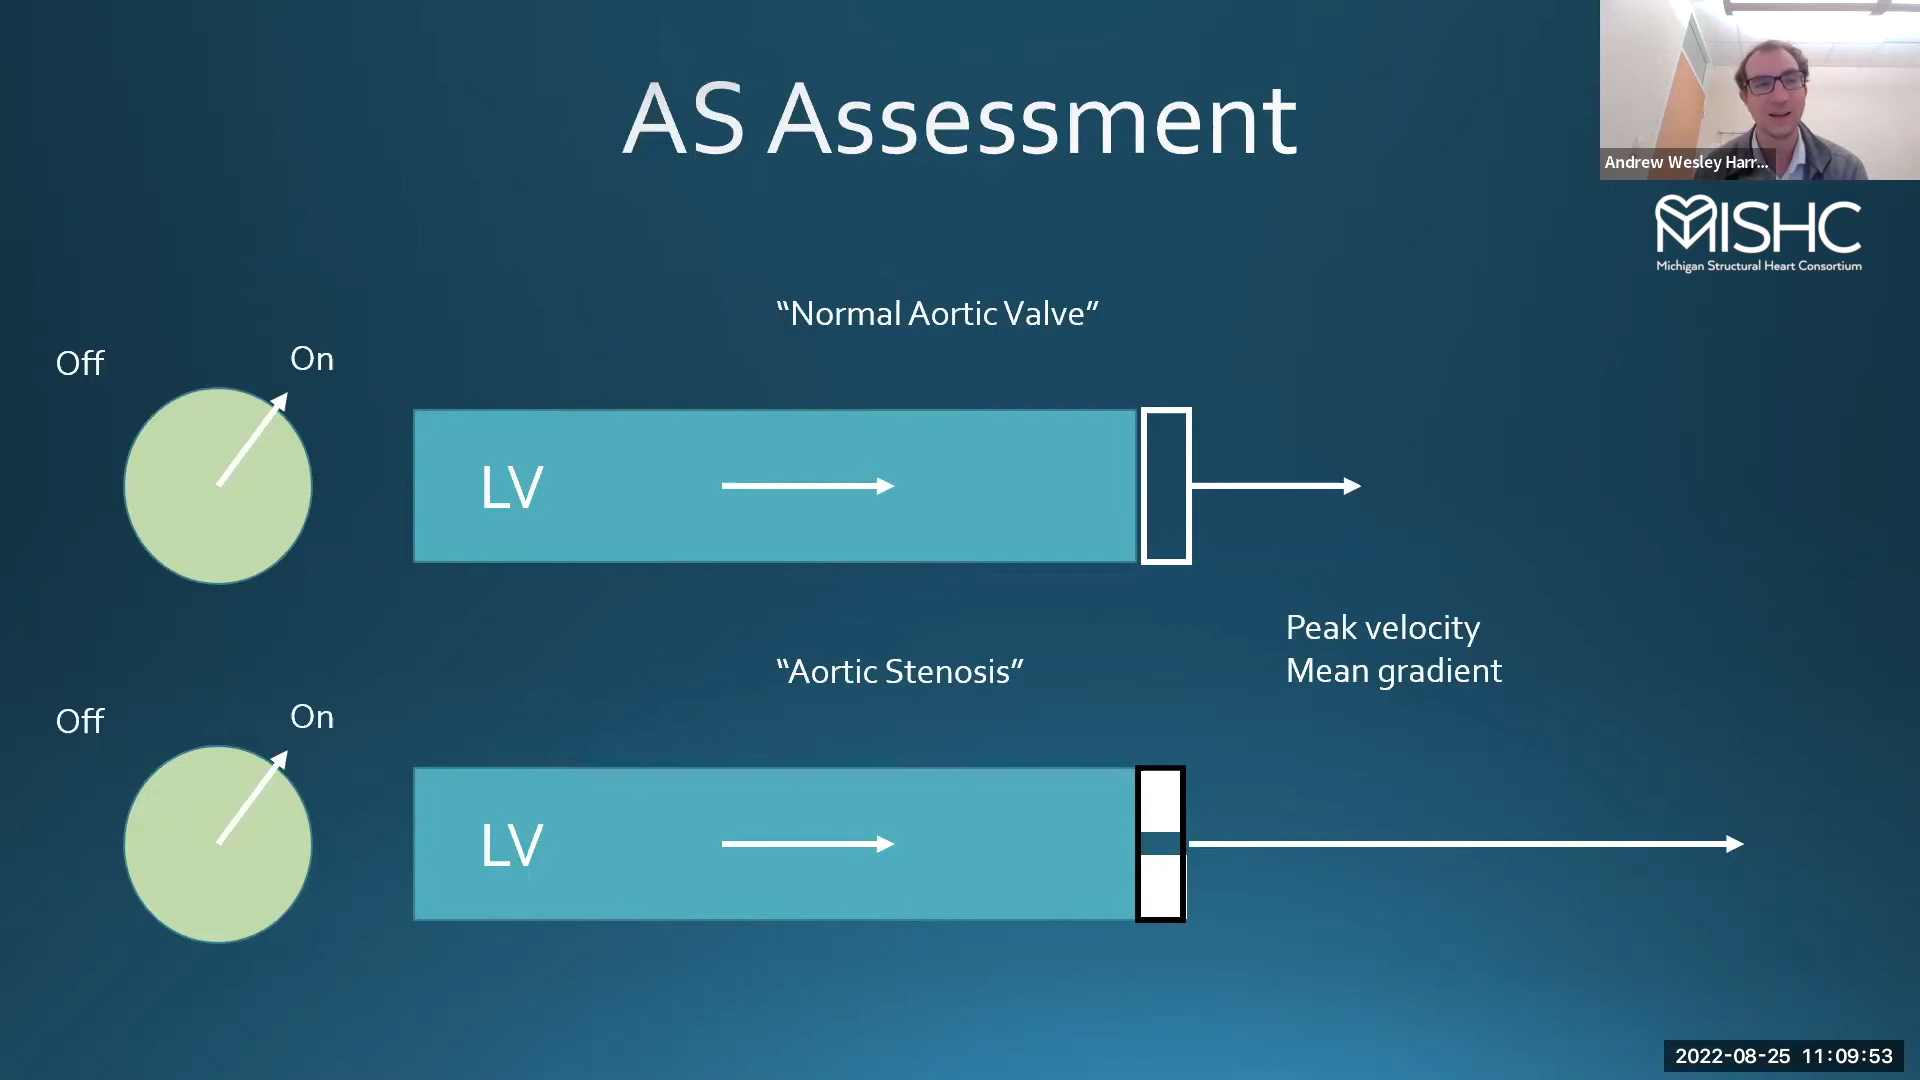 AS Assessment
Andrew Wesley Harr...
MISHC
Michigan Structural Heart Consortium
“Normal Aortic Valve”
Off
On
LV
Peak velocity
Mean gradient
“Aortic Stenosis”
Off
On
LV
2022-08-25 11:09:53